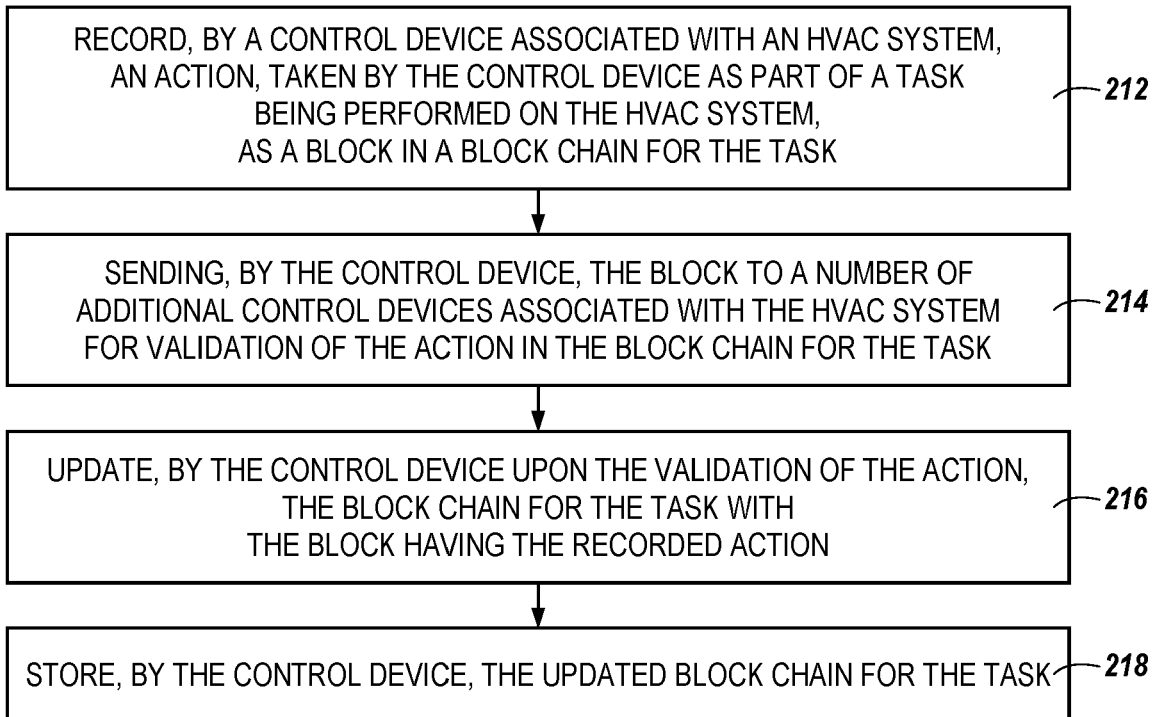 RECORD, BY A CONTROL DEVICE ASSOCIATED WITH AN HVAC SYSTEM,
AN ACTION, TAKEN BY THE CONTROL DEVICE AS PART OF A TASK
BEING PERFORMED ON THE HVAC SYSTEM,
AS A BLOCK IN A BLOCK CHAIN FOR THE TASK
212
SENDING, BY THE CONTROL DEVICE, THE BLOCK TO A NUMBER OF
ADDITIONAL CONTROL DEVICES ASSOCIATED WITH THE HVAC SYSTEM
FOR VALIDATION OF THE ACTION IN THE BLOCK CHAIN FOR THE TASK
214
UPDATE, BY THE CONTROL DEVICE UPON THE VALIDATION OF THE ACTION,
THE BLOCK CHAIN FOR THE TASK WITH
THE BLOCK HAVING THE RECORDED ACTION
216
STORE, BY THE CONTROL DEVICE, THE UPDATED BLOCK CHAIN FOR THE TASK
218